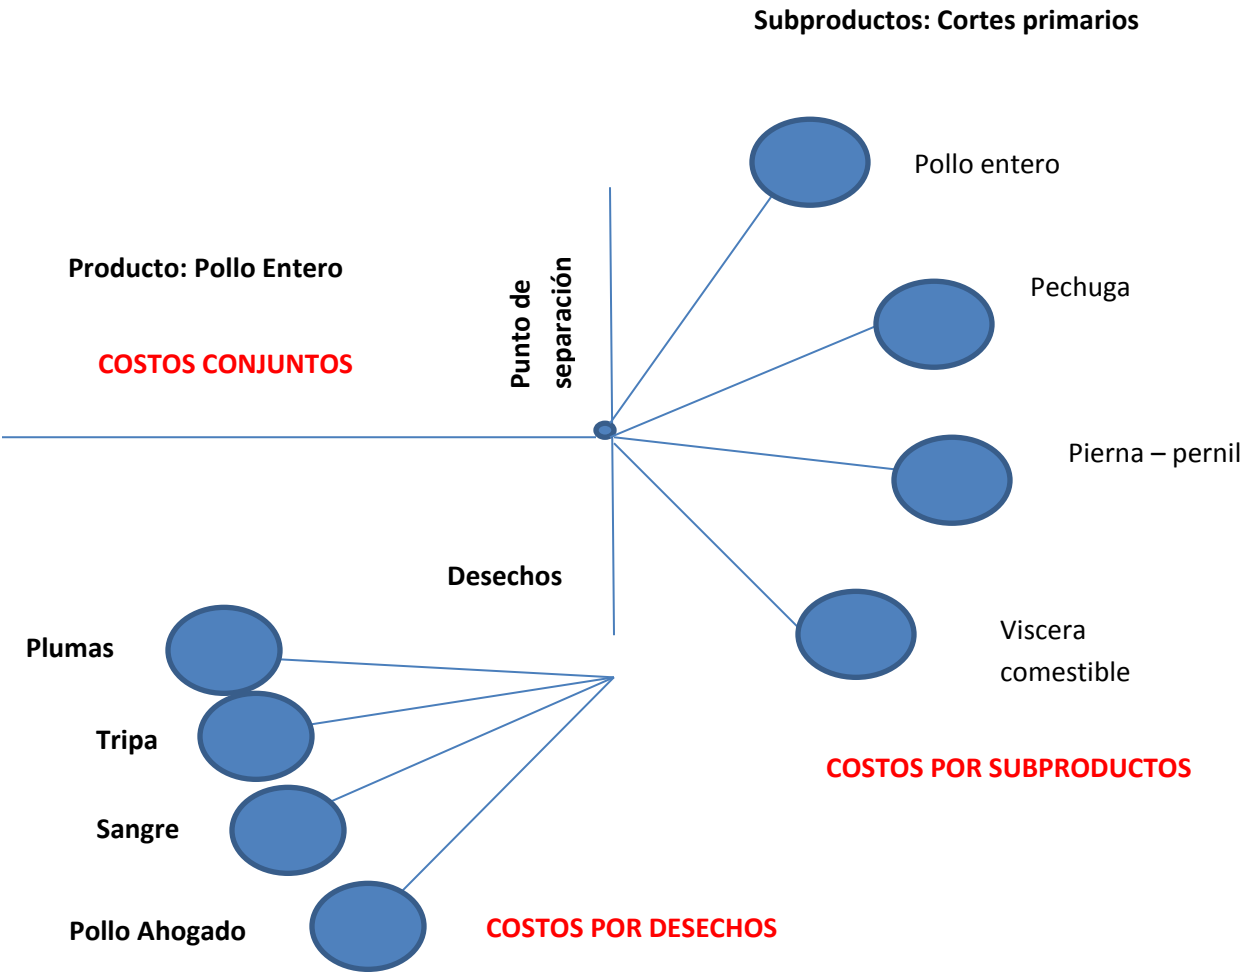 Subproductos: Cortes primarios
Pollo entero
Producto: Pollo Entero
Punto de
separación
Pechuga
COSTOS CONJUNTOS
Pierna – pernil
Desechos
Plumas
Viscera
comestible
Tripa
COSTOS POR SUBPRODUCTOS
Sangre
Pollo Ahogado
COSTOS POR DESECHOS